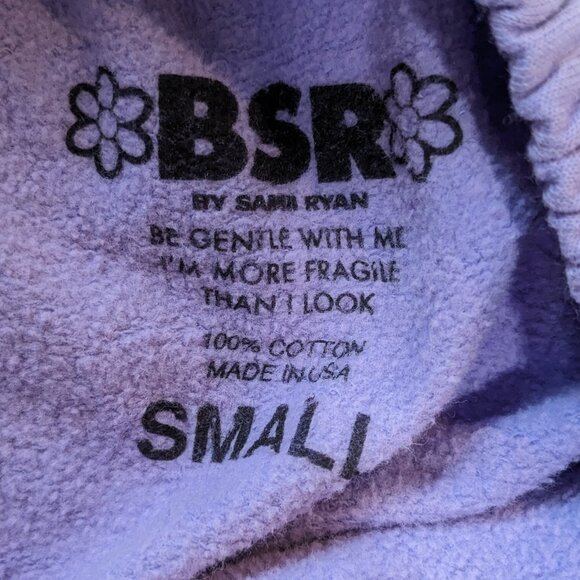 BSR
BY SAMII RYAN
BE GENTLE WITH ME
I'M MORE FRAGILE
THAN I LOOK
100% COTTON
MADE IN USA
SMALL